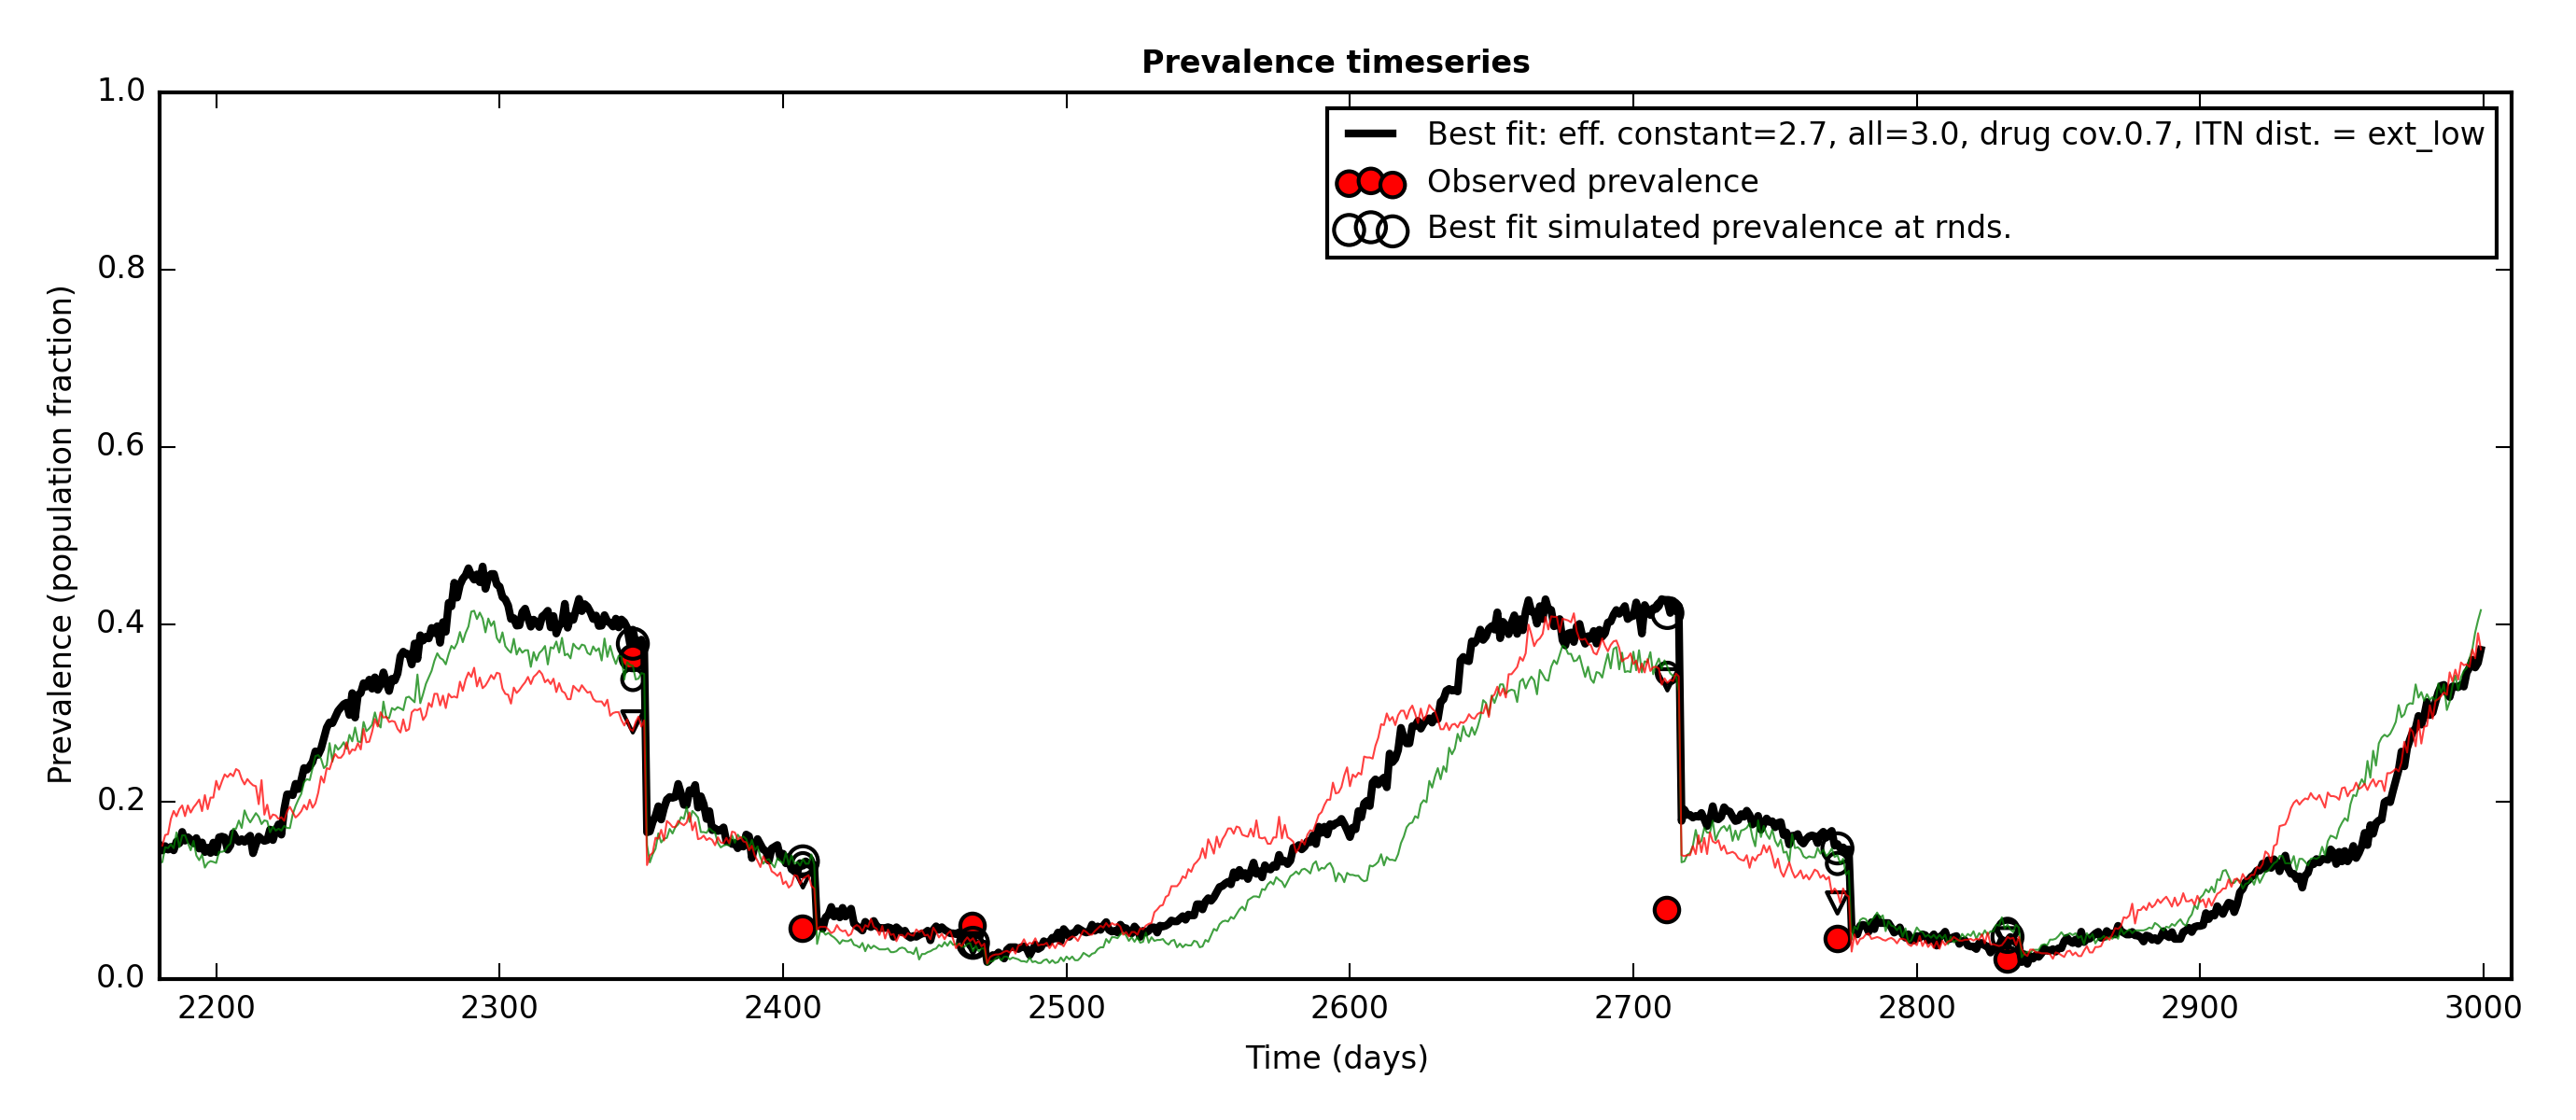 Prevalence timeseries
1.0
0.8
0.6
0.4
0.2
0.0
Prevalence (population fraction)
Best fit: eff. constant=2.7, all=3.0, drug cov.0.7, ITN dist. = ext_low
Observed prevalence
Best fit simulated prevalence at rnds.
2200 2300 2400 2500 2600 2700 2800 2900 3000
Time (days)